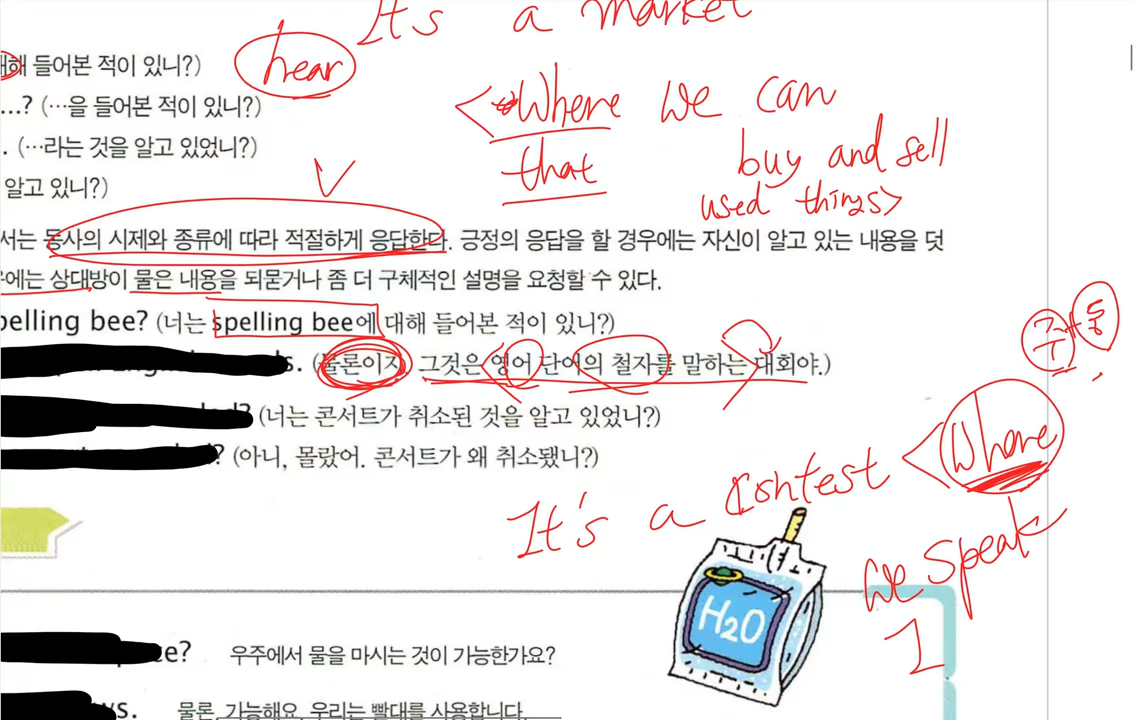 It's a market
해 들어본 적이 있니?)
hear
...? (…을 들어본 적이 있니?)
<where we can
. (…라는 것을 알고 있었니?)
that
buy and sell
알고 있니?)
used things>
서는 동사의 시제와 종류에 따라 적절하게 응답한다. 긍정의 응답을 할 경우에는 자신이 알고 있는 내용을 덧
에는 상대방이 물은 내용을 되묻거나 좀 더 구체적인 설명을 요청할 수 있다.
pelling bee? (너는 spelling bee에 대해 들어본 적이 있니?)
주+동
s. (물론이지 그것은 영어 단어의 철자를 말하는 대회야.)
(너는 콘서트가 취소된 것을 알고 있었니?)
? (아니, 몰랐어. 콘서트가 왜 취소됐니?)
It's a contest <where
we speak
H2O
ce? 우주에서 물을 마시는 것이 가능한가요?
ws. 물론, 가능해요. 우리는 빨대를 사용합니다.